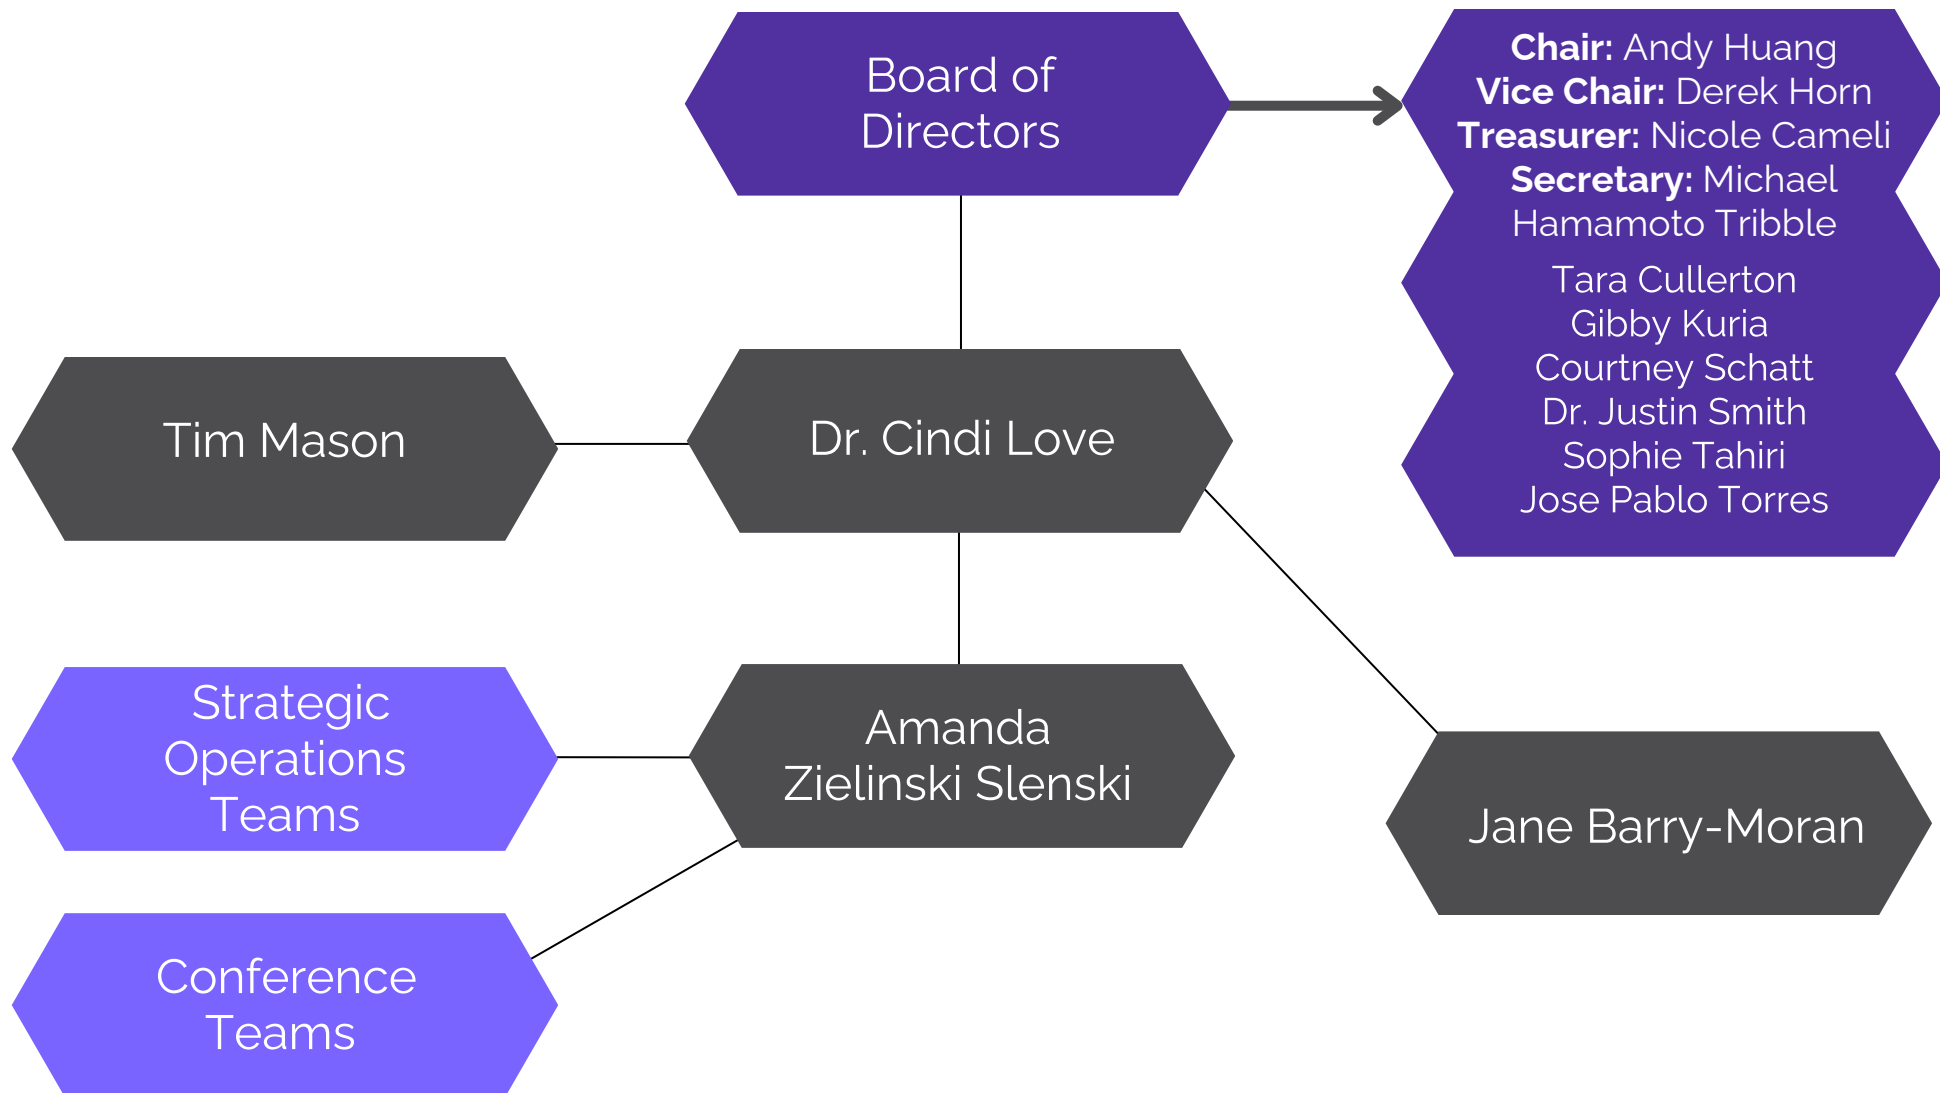 Board of
Directors
Chair: Andy Huang
Vice Chair: Derek Horn
Treasurer: Nicole Cameli
Secretary: Michael
Hamamoto Tribble
Tara Cullerton
Gibby Kuria
Courtney Schatt
Dr. Justin Smith
Sophie Tahiri
Jose Pablo Torres
Tim Mason
Dr. Cindi Love
Strategic
Operations
Teams
Amanda
Zielinski Slenski
Jane Barry-Moran
Conference
Teams